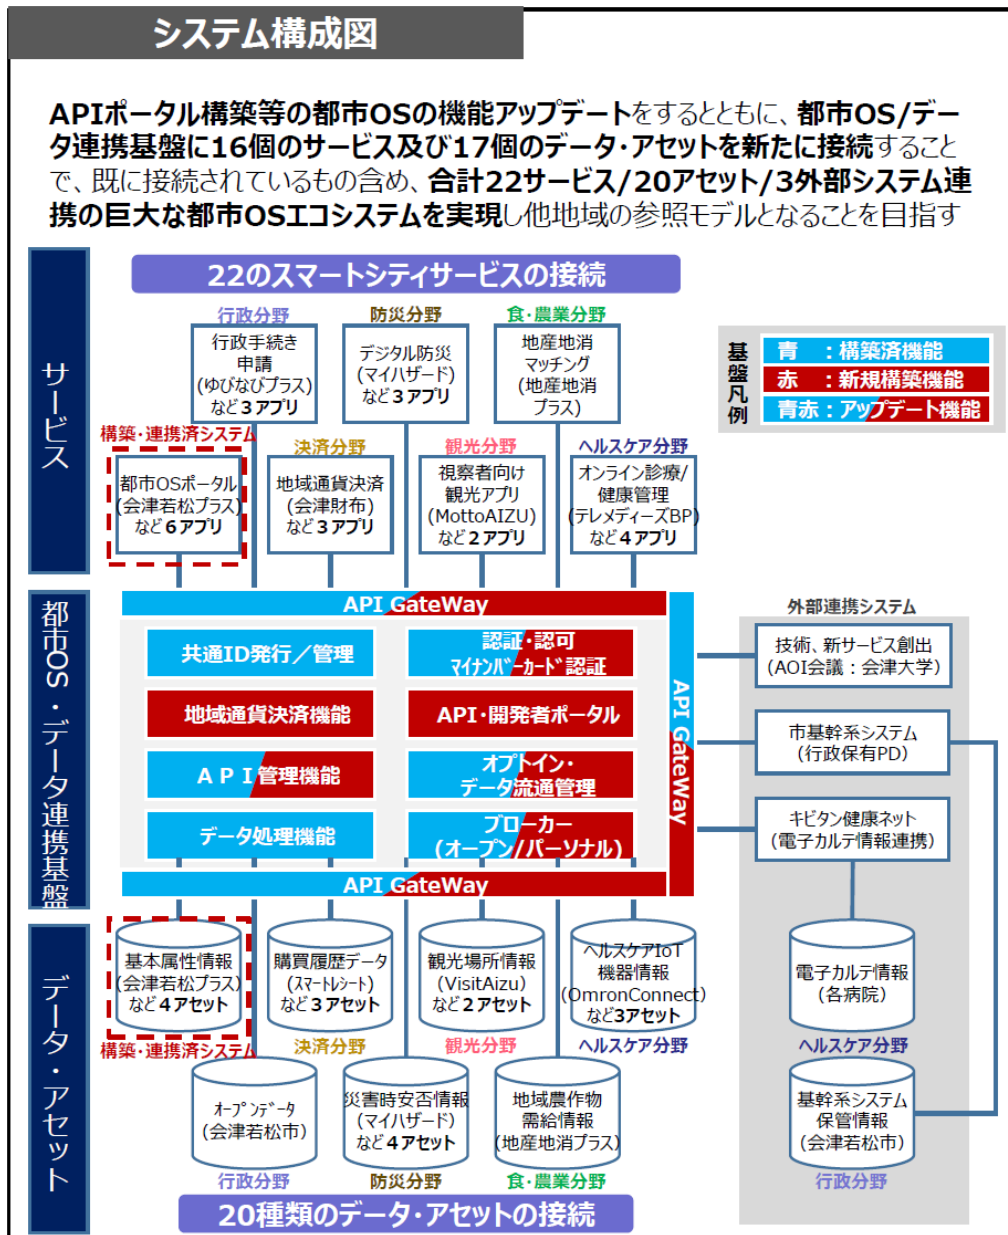 システム構成図
APIポータル構築等の都市OSの機能アップデートをするとともに、都市OS/デー
タ連携基盤に16個のサービス及び17個のデータ・アセットを新たに接続すること
で、既に接続されているもの含め、合計22サービス/20アセット/3外部システム連
携の巨大な都市OSエコシステムを実現し他地域の参照モデルとなることを目指す
サービス
22のスマートシティサービスの接続
行政分野
行政手続き
申請
(ゆびなびプラス)
など3アプリ
防災分野
デジタル防災
(マイハザード)
など3アプリ
食・農業分野
地産地消
マッチング
(地産地消
プラス)
基盤凡例
青 ：構築済機能
赤 ：新規構築機能
青赤：アップデート機能
構築・連携済システム
都市OSポータル
(会津若松プラス)
など6アプリ
決済分野
地域通貨決済
(会津財布)
など3アプリ
観光分野
視察者向け
観光アプリ
(MottoAIZU)
など2アプリ
ヘルスケア分野
オンライン診療/
健康管理
(テレメディーズBP)
など4アプリ
都市OS・データ連携基盤
API GateWay
共通ID発行／管理
認証・認可
マイナンバーカード認証
地域通貨決済機能
API・開発者ポータル
ＡＰＩ管理機能
オプトイン・
データ流通管理
データ処理機能
ブローカー
(オープン/パーソナル)
API GateWay
API GateWay
外部連携システム
技術、新サービス創出
(AOI会議：会津大学)
市基幹系システム
(行政保有PD)
キビタン健康ネット
(電子カルテ情報連携)
データ・アセット
基本属性情報
(会津若松プラス)
など4アセット
構築・連携済システム
購買履歴データ
(スマートレシート)
など3アセット
決済分野
観光場所情報
(VisitAizu)
など2アセット
観光分野
ヘルスケアIoT
機器情報
(OmronConnect)
など3アセット
ヘルスケア分野
電子カルテ情報
(各病院)
ヘルスケア分野
オープンデータ
(会津若松市)
行政分野
災害時安否情報
(マイハザード)
など4アセット
防災分野
地域農作物
需給情報
(地産地消プラス)
食・農業分野
基幹系システム
保管情報
(会津若松市)
行政分野
20種類のデータ・アセットの接続